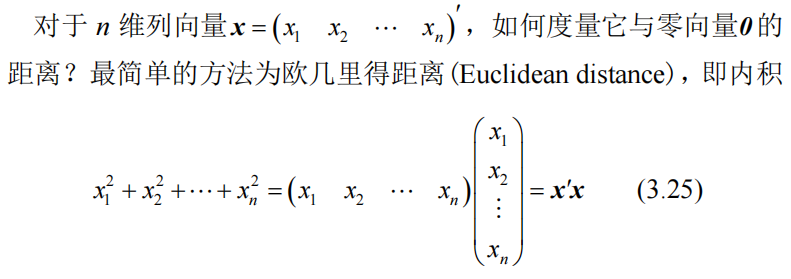 对于 n 维列向量 x = (x₁ x₂ ⋯ xₙ)′，如何度量它与零向量 0 的
距离？最简单的方法为欧几里得距离(Euclidean distance)，即内积
x₁² + x₂² + ⋯ + xₙ² = (x₁ x₂ ⋯ xₙ) (x₁ x₂ ⋮ xₙ) = x′x (3.25)